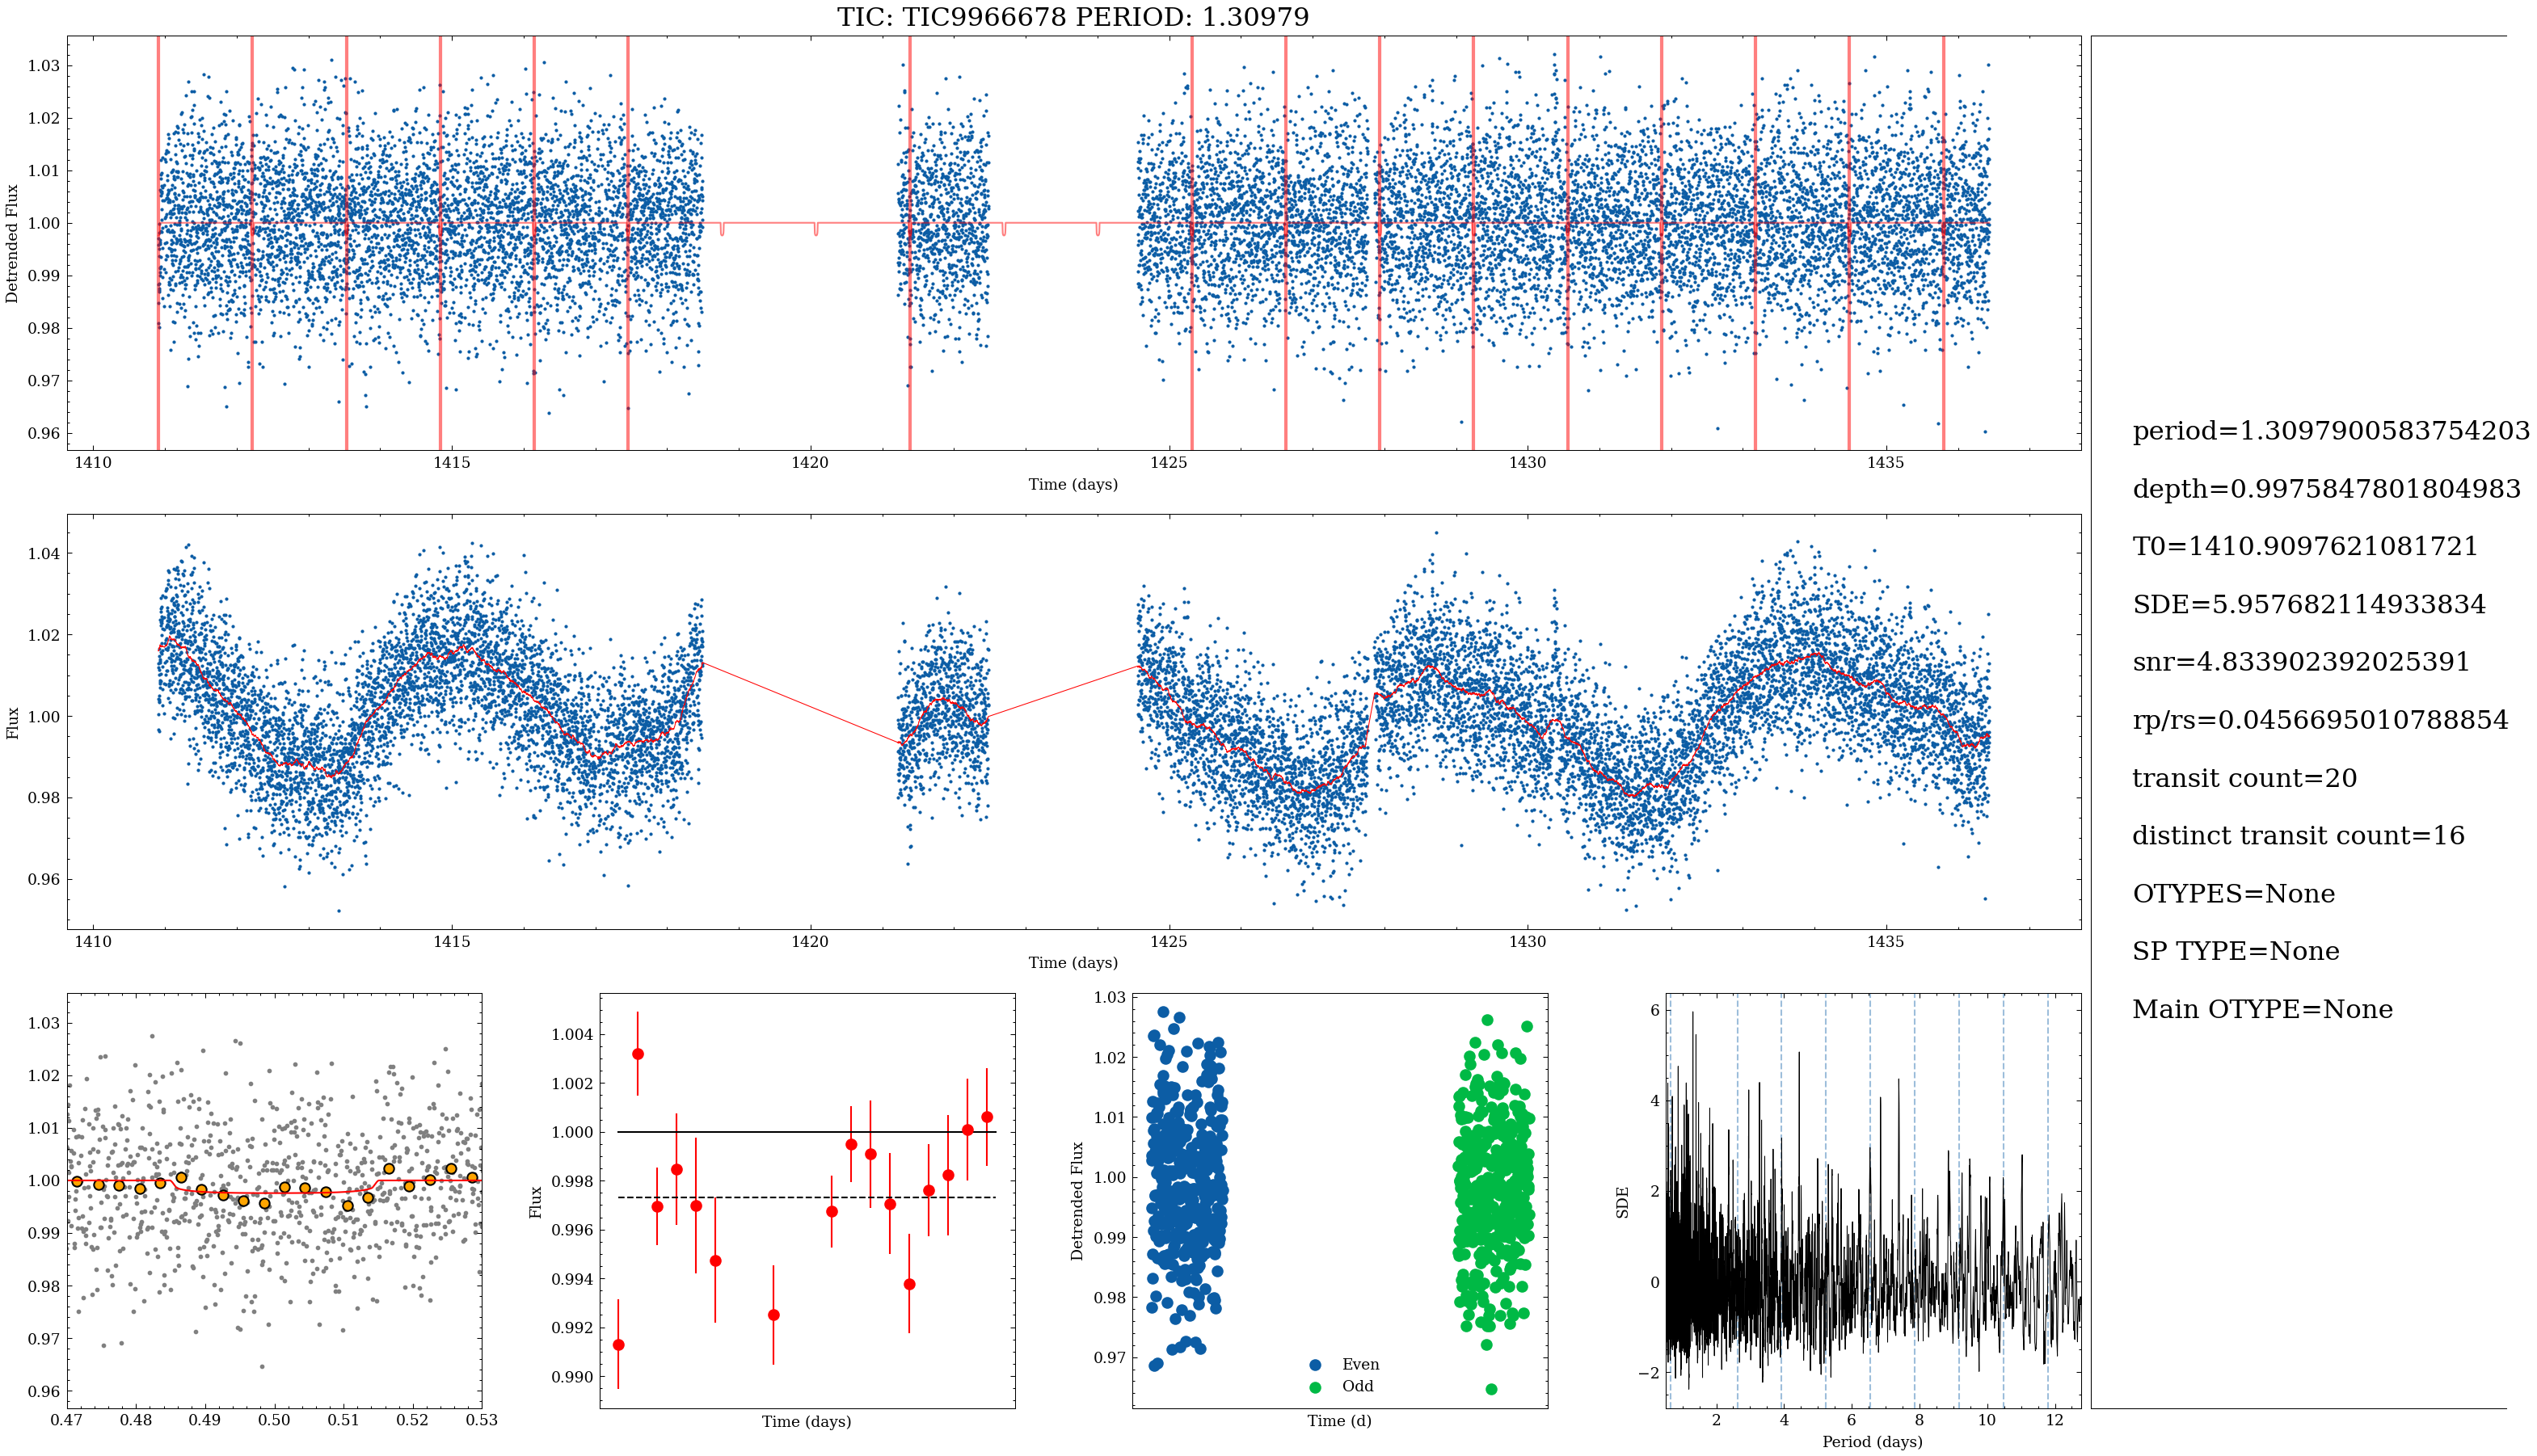 TIC: TIC9966678 PERIOD: 1.30979
Detrended Flux
1.03
1.02
1.01
1.00
0.99
0.98
0.97
0.96
1410 1415 1420 1425 1430 1435
Time (days)
Flux
1.04
1.02
1.00
0.98
0.96
1410 1415 1420 1425 1430 1435
Time (days)
1.03
1.02
1.01
1.00
0.99
0.98
0.97
0.96
0.47 0.48 0.49 0.50 0.51 0.52 0.53
Flux
1.004
1.002
1.000
0.998
0.996
0.994
0.992
0.990
Time (days)
Detrended Flux
1.03
1.02
1.01
1.00
0.99
0.98
0.97
Even
Odd
Time (d)
SDE
6
4
2
0
−2
2 4 6 8 10 12
Period (days)
period=1.3097900583754203
depth=0.9975847801804983
T0=1410.9097621081721
SDE=5.957682114933834
snr=4.833902392025391
rp/rs=0.0456695010788854
transit count=20
distinct transit count=16
OTYPES=None
SP TYPE=None
Main OTYPE=None